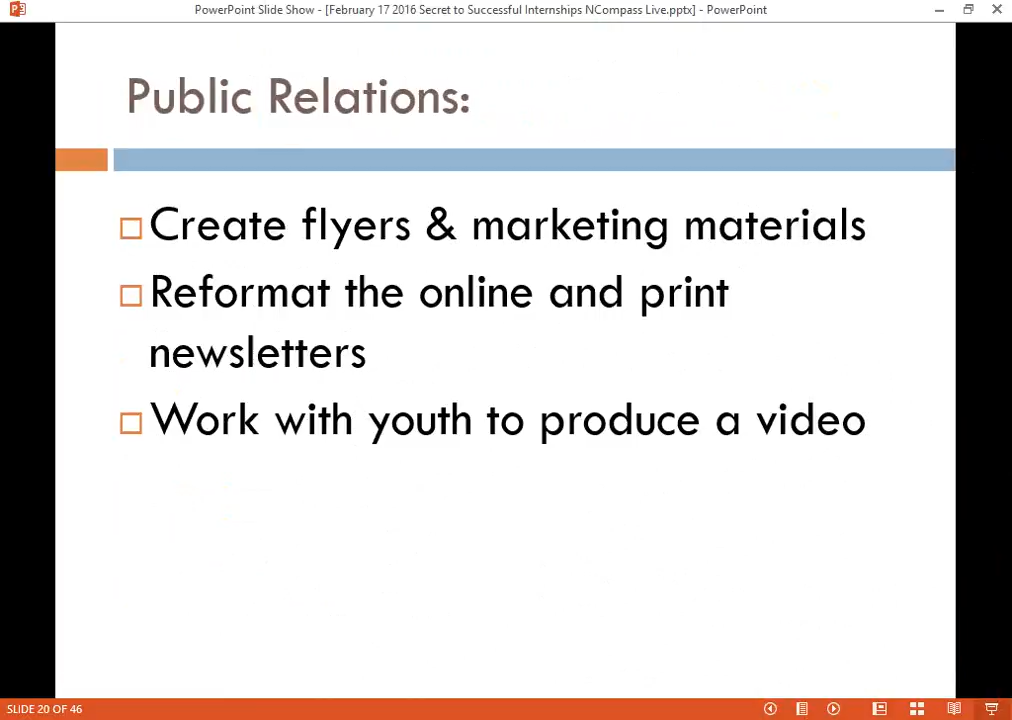 PowerPoint Slide Show - [February 17 2016 Secret to Successful Internships NCompass Live.pptx] - PowerPoint
Public Relations:
Create flyers & marketing materials
Reformat the online and print
newsletters
Work with youth to produce a video
SLIDE 20 OF 46